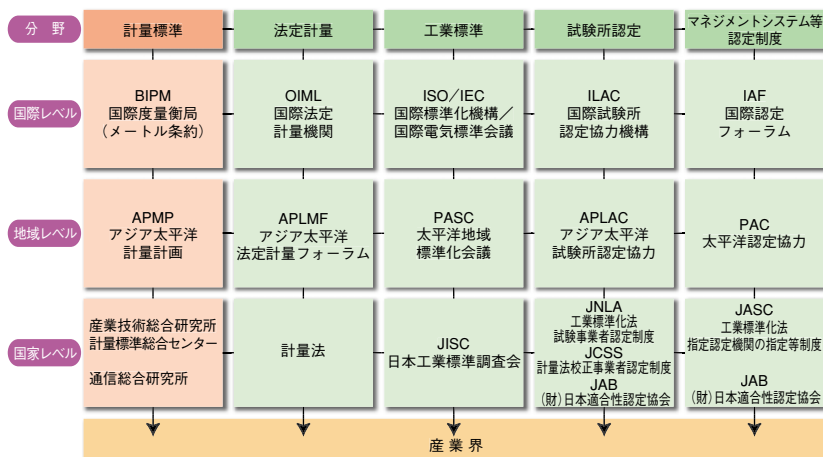 分 野
計量標準
法定計量
工業標準
試験所認定
マネジメントシステム等
認定制度
国際レベル
BIPM
国際度量衡局
（メートル条約）
OIML
国際法定
計量機関
ISO／IEC
国際標準化機構／
国際電気標準会議
ILAC
国際試験所
認定協力機構
IAF
国際認定
フォーラム
地域レベル
APMP
アジア太平洋
計量計画
APLMF
アジア太平洋
法定計量フォーラム
PASC
太平洋地域
標準化会議
APLAC
アジア太平洋
試験所認定協力
PAC
太平洋認定協力
国家レベル
産業技術総合研究所
計量標準総合センター
通信総合研究所
計量法
JISC
日本工業標準調査会
JNLA
工業標準化法
試験事業者認定制度
JCSS
計量法校正事業者認定制度
JAB
（財）日本適合性認定協会
JASC
工業標準化法
指定認定機関の指定等制度
JAB
（財）日本適合性認定協会
産 業 界